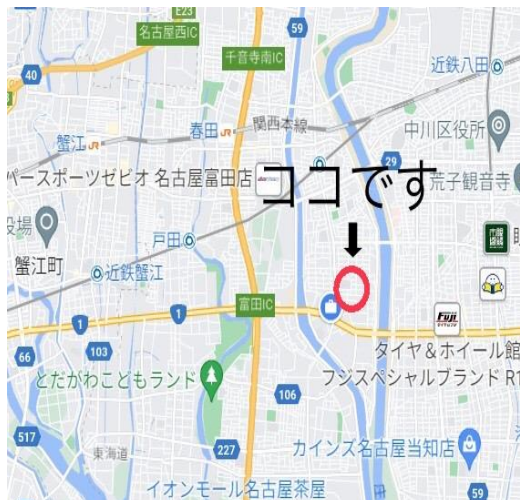 E23
名古屋西IC
59
千音寺南IC
近鉄八田
40
春田
関西本線
中川区役所
蟹江
29
パースポーツゼビオ 名古屋富田店
ココです
荒子観音寺
役場
戸田
蟹江町
近鉄蟹江
富田IC
1
1
Fuji
66
103
タイヤ&ホイール館
とだがわこどもランド
フジスペシャルブランド R1
106
517
227
カインズ名古屋当知店
東海道
イオンモール名古屋茶屋
59